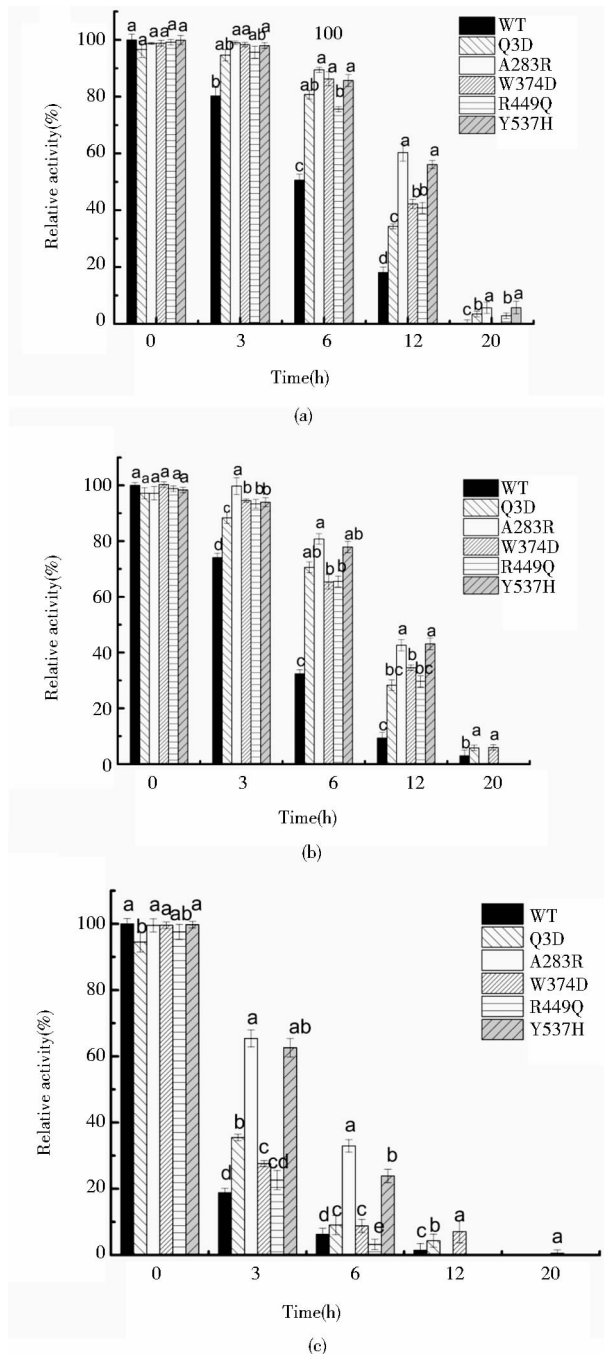 100
80
60
40
20
0
Relative activity(%)
a a a a a a
b ab a a ab a
100
c ab a a b a
d c a b b a
c b a b a
WT
Q3D
A283R
W374D
R449Q
Y537H
0 3 6 12 20
Time(h)
(a)
100
80
60
40
20
0
Relative activity(%)
a a a a a a
d c a b b b
c ab a b b ab
c bc a b bc a
b a a
WT
Q3D
A283R
W374D
R449Q
Y537H
0 3 6 12 20
Time(h)
(b)
100
80
60
40
20
0
Relative activity(%)
a b a a ab a
d b a c cd ab
d c a c e b
c b a
a
WT
Q3D
A283R
W374D
R449Q
Y537H
0 3 6 12 20
Time(h)
(c)